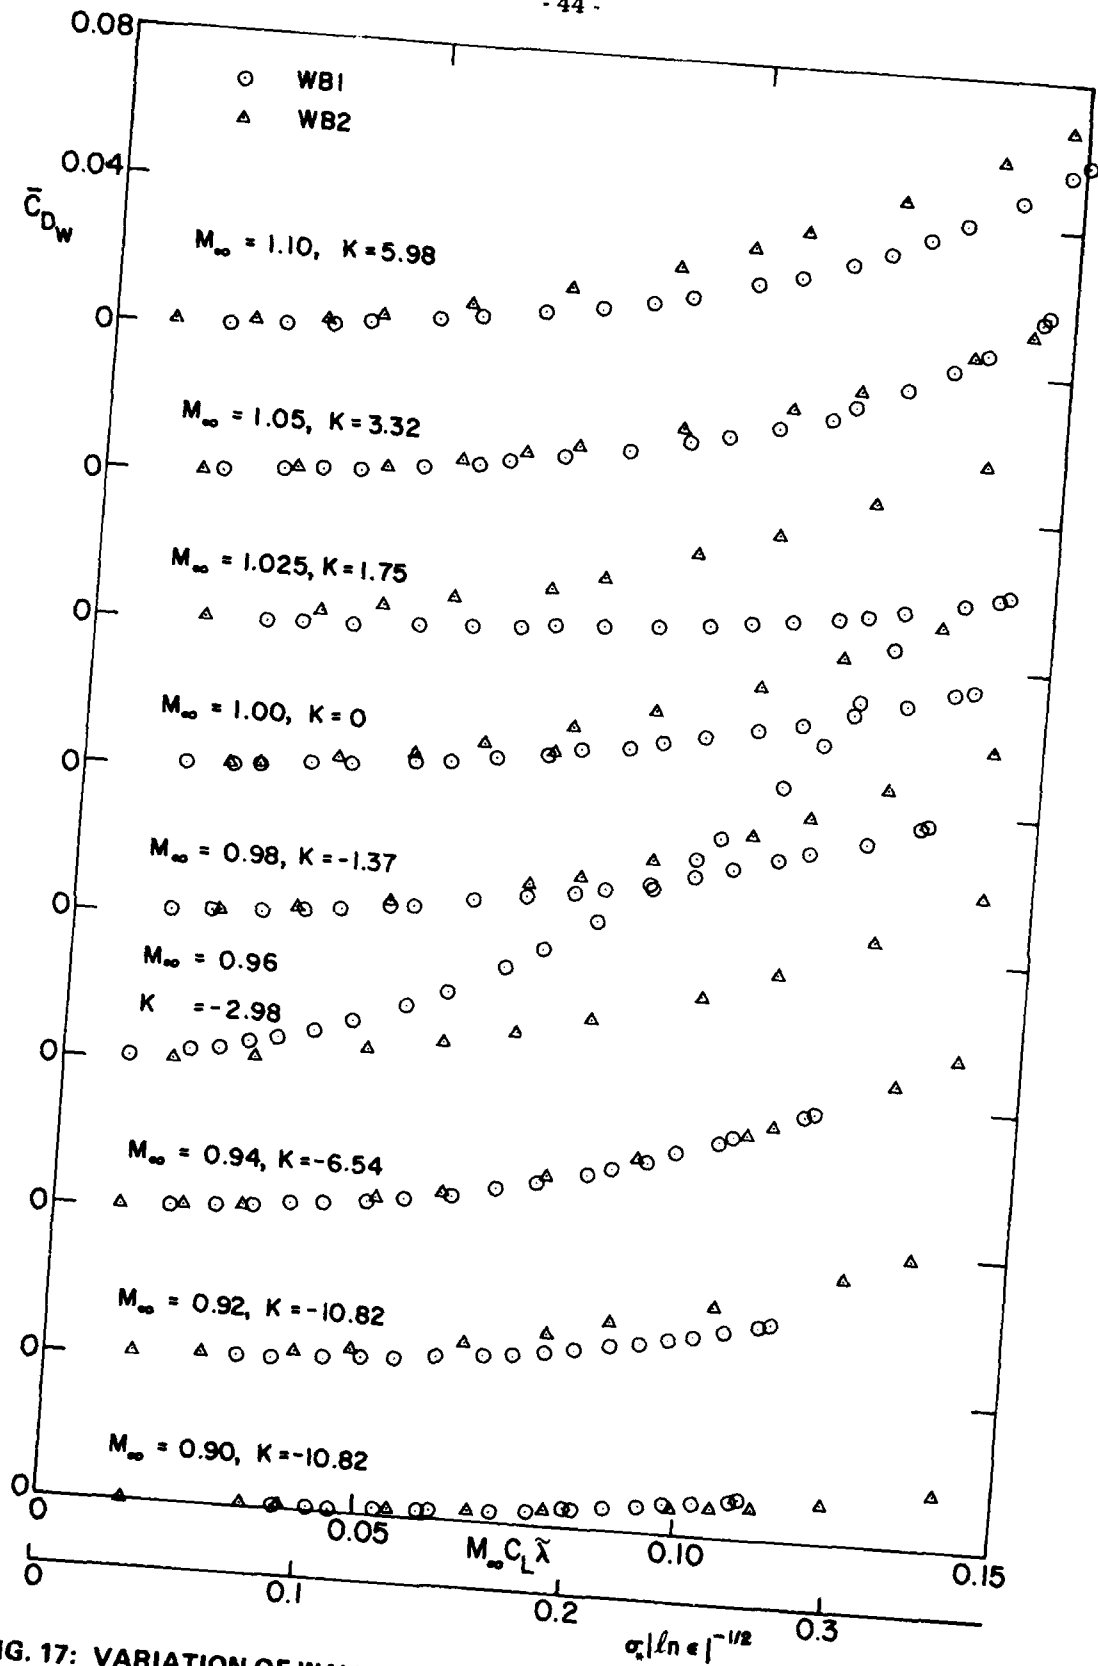 - 44 -
0.08
⊙ WB1
△ WB2
0.04
C̄_D_W
M∞ = 1.10, K = 5.98
0
M∞ = 1.05, K = 3.32
0
M∞ = 1.025, K = 1.75
0
M∞ = 1.00, K = 0
0
M∞ = 0.98, K = -1.37
0
M∞ = 0.96
K = -2.98
0
M∞ = 0.94, K = -6.54
0
M∞ = 0.92, K = -10.82
0
M∞ = 0.90, K = -10.82
0
0 0.05 0.10 0.15
M∞ C_L λ̃
0 0.1 0.2 0.3
σ* |ln ε|^-1/2
IG. 17: VARIATION OF